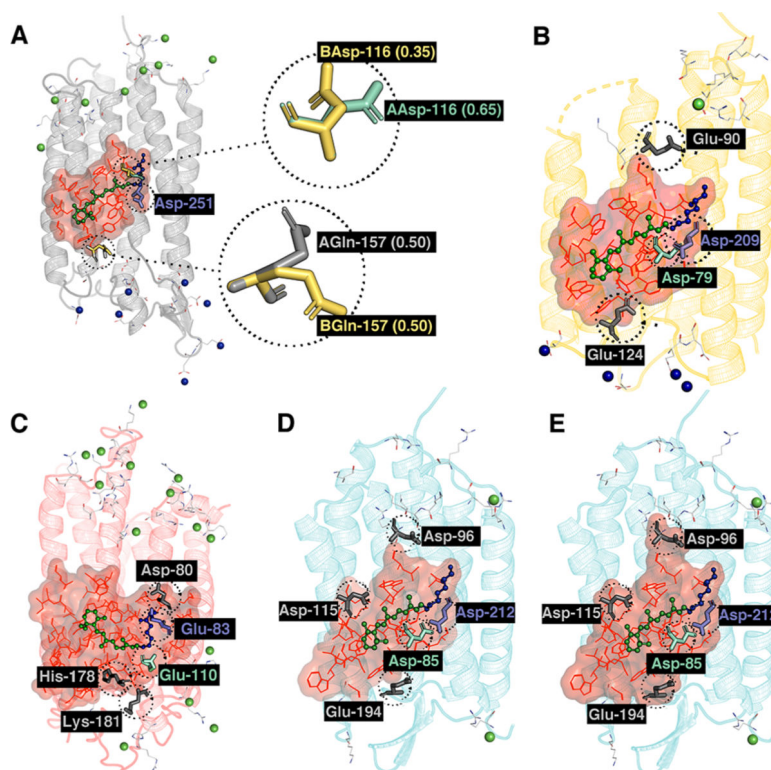 A
BAsp-116 (0.35)
AAsp-116 (0.65)
Asp-251
AGln-157 (0.50)
BGln-157 (0.50)
B
Glu-90
Asp-209
Asp-79
Glu-124
C
Asp-80
Glu-83
Glu-110
His-178
Lys-181
D
Asp-96
Asp-115
Asp-212
Asp-85
Glu-194
E
Asp-96
Asp-115
Asp-21
Asp-85
Glu-194